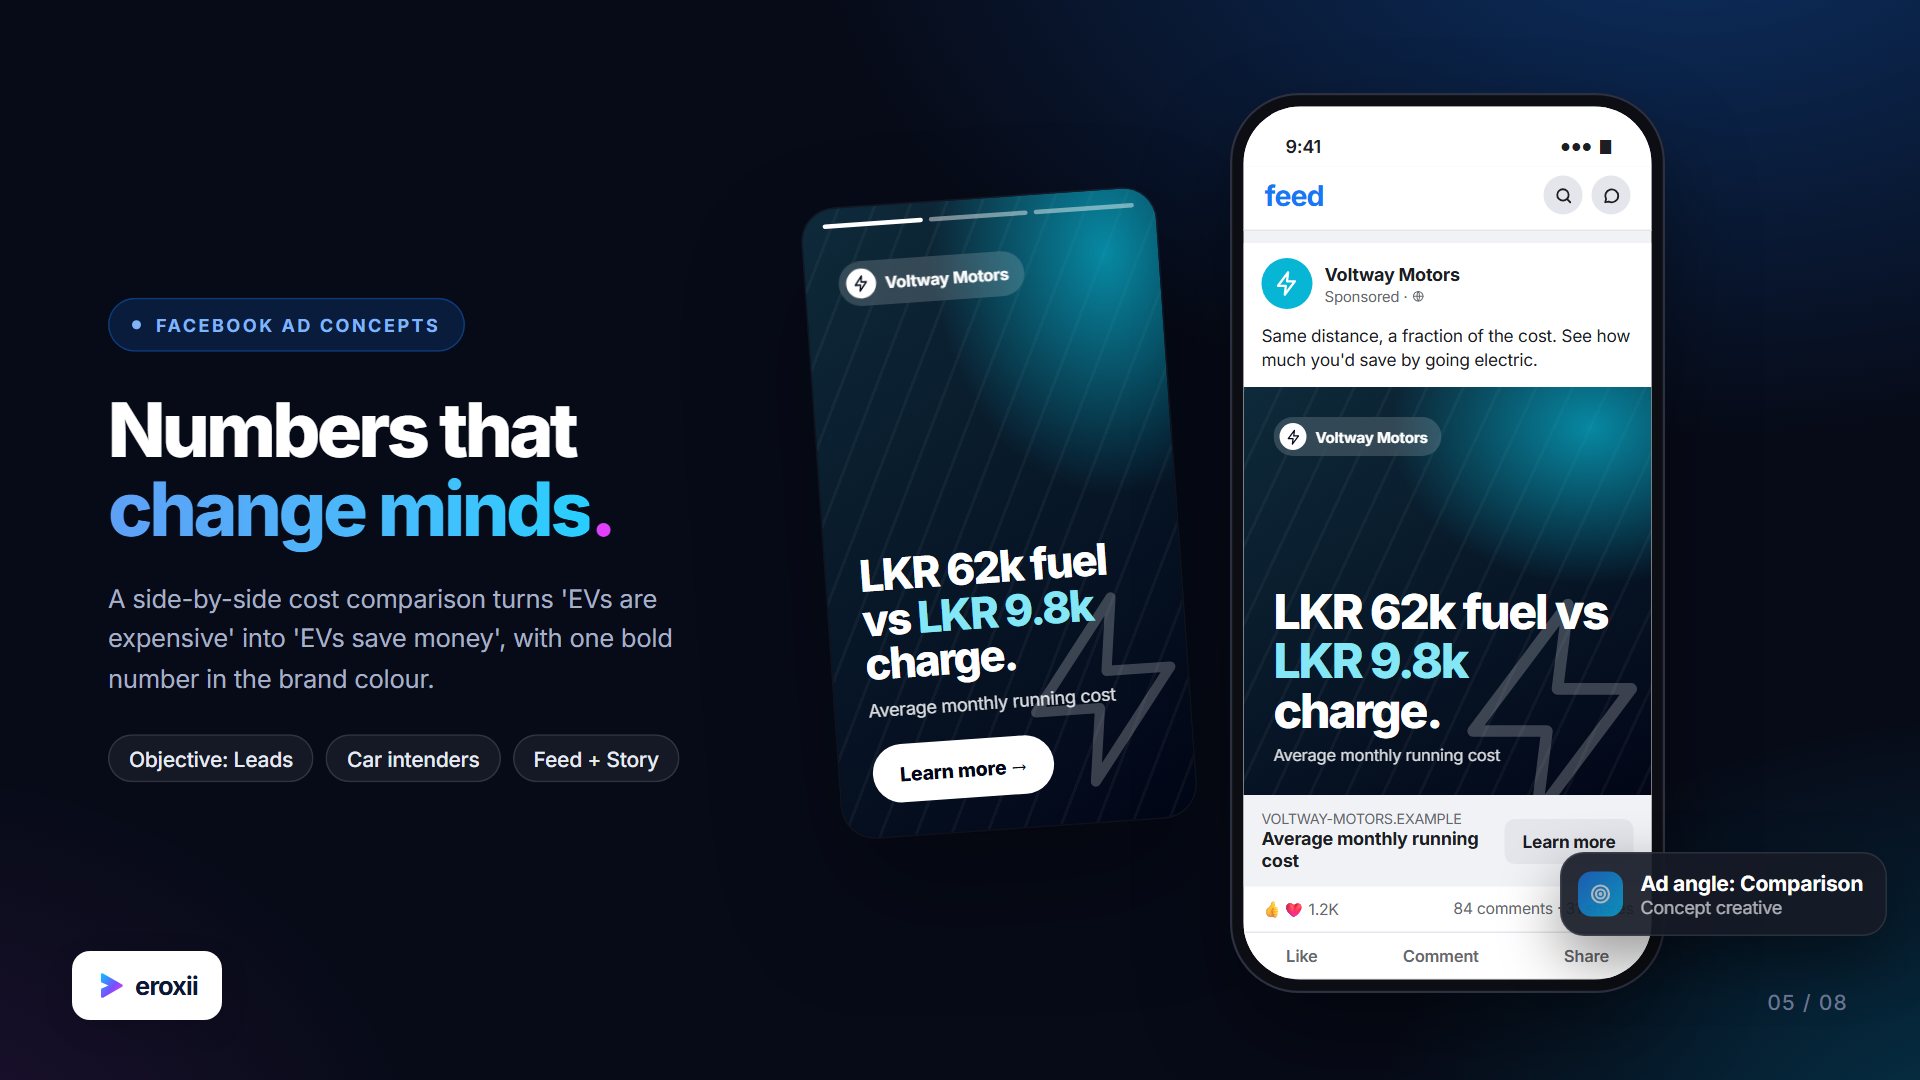 FACEBOOK AD CONCEPTS
Numbers that
change minds.
A side-by-side cost comparison turns 'EVs are
expensive' into 'EVs save money', with one bold
number in the brand colour.
Objective: Leads
Car intenders
Feed + Story
eroxii
Voltway Motors
LKR 62k fuel
vs LKR 9.8k
charge.
Average monthly running cost
Learn more →
9:41
feed
Voltway Motors
Sponsored ·
Same distance, a fraction of the cost. See how
much you'd save by going electric.
Voltway Motors
LKR 62k fuel vs
LKR 9.8k
charge.
Average monthly running cost
VOLTWAY-MOTORS.EXAMPLE
Average monthly running
cost
Learn more
👍 ❤️ 1.2K
84 comments ·
Like
Comment
Share
Ad angle: Comparison
Concept creative
05 / 08